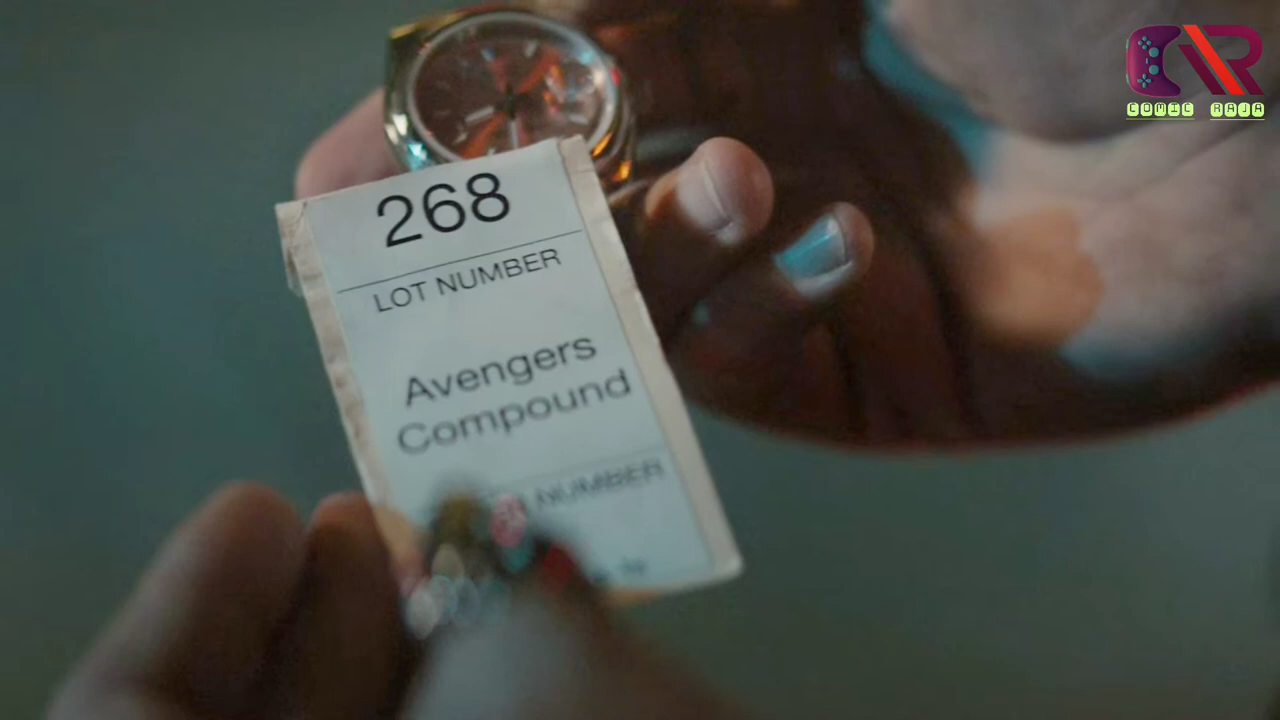 COMIC RAJA
268
LOT NUMBER
Avengers
Compound
NUMBER